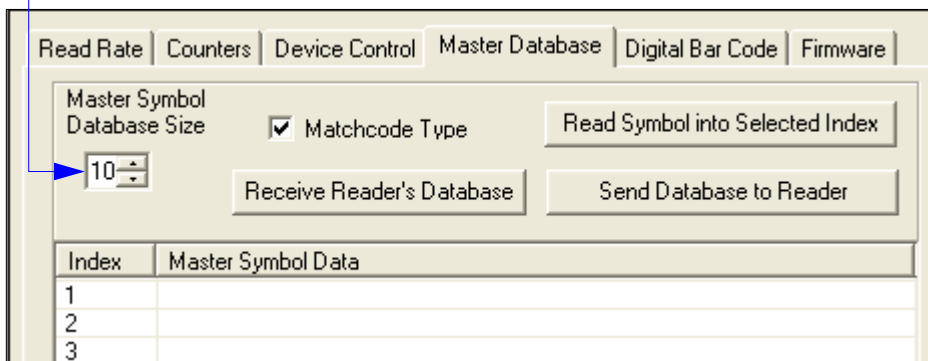 Read Rate Counters Device Control Master Database Digital Bar Code Firmware
Master Symbol
Database Size
Matchcode Type
Read Symbol into Selected Index
10
Receive Reader's Database
Send Database to Reader
Index Master Symbol Data
1
2
3